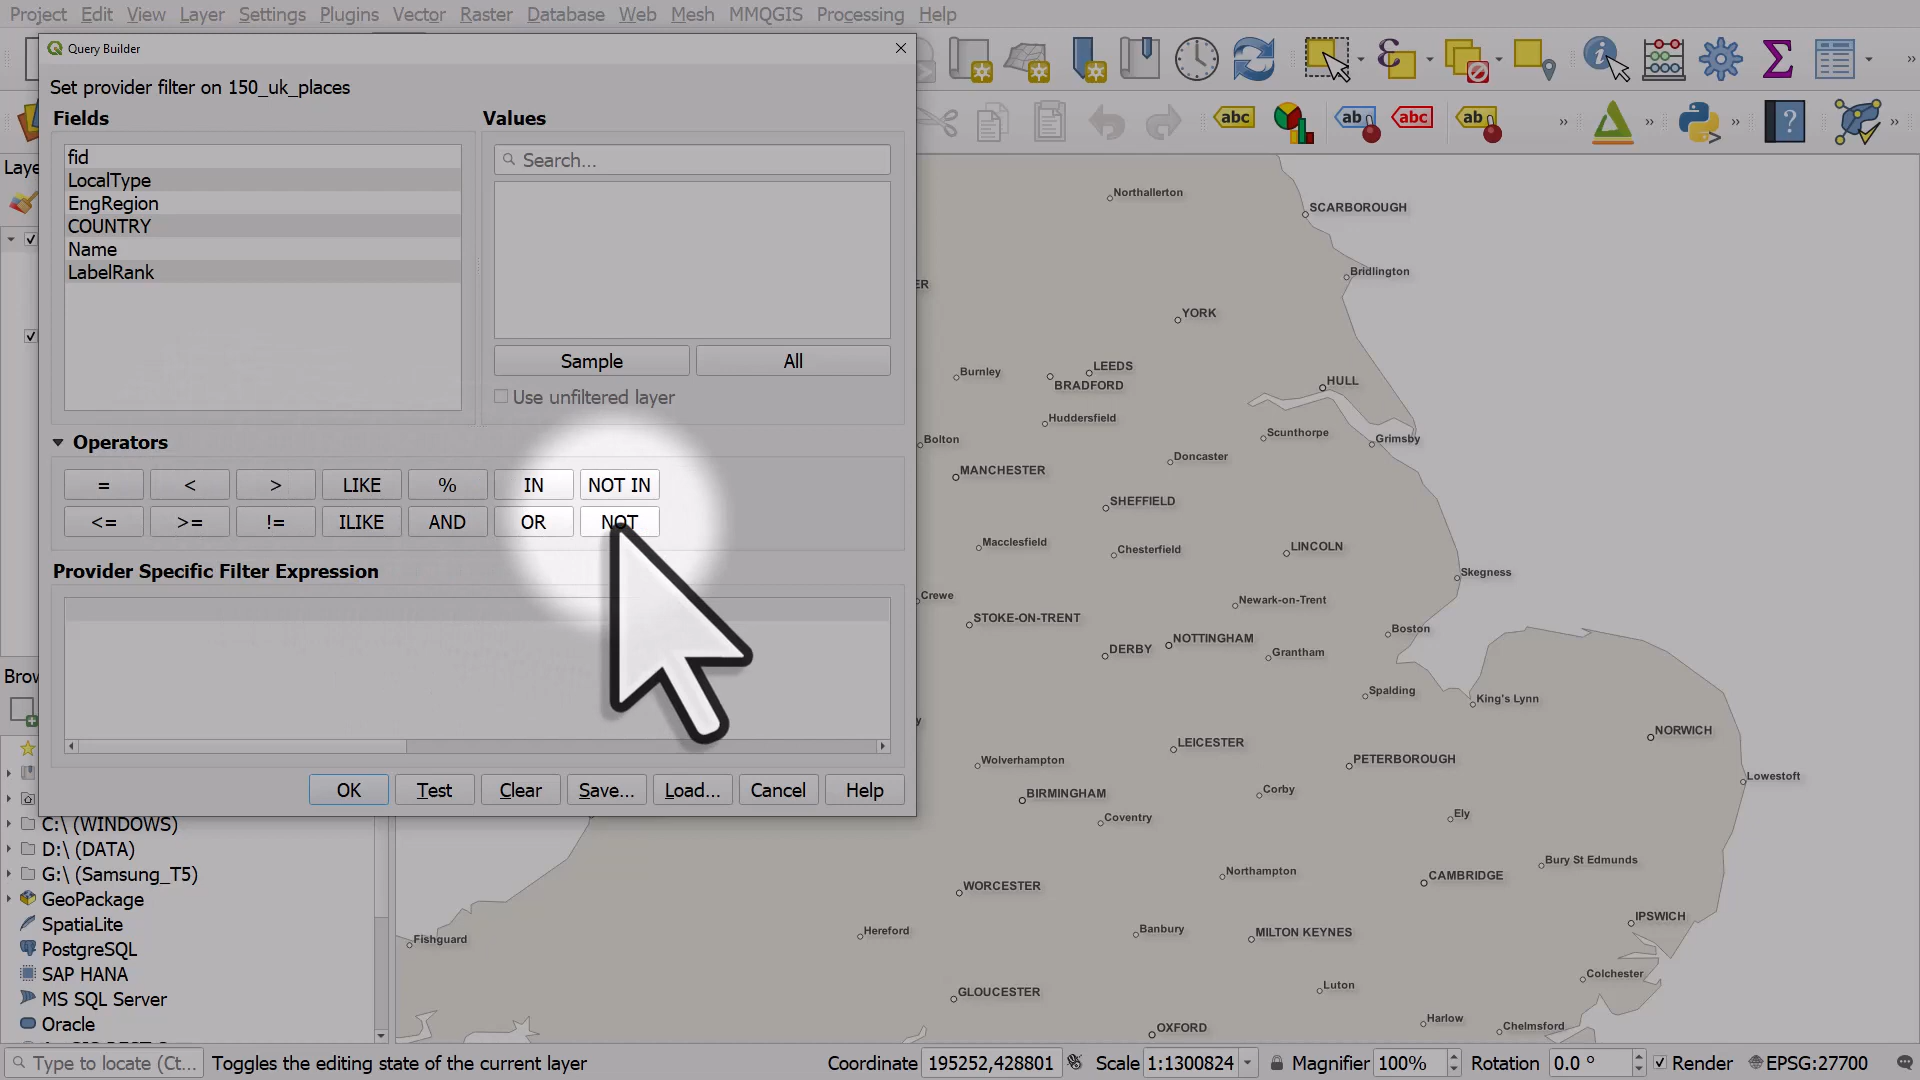 Project Edit View Layer Settings Plugins Vector Raster Database Web Mesh MMQGIS Processing Help
Query Builder
Set provider filter on 150_uk_places
Fields
Values
fid
LocalType
EngRegion
COUNTRY
Name
LabelRank
Search...
Sample
All
Use unfiltered layer
Operators
= < > LIKE % IN NOT IN
<= >= != ILIKE AND OR NOT
Provider Specific Filter Expression
OK Test Clear Save... Load... Cancel Help
abc
ab
abc
ab
C:\ (WINDOWS)
D:\ (DATA)
G:\ (Samsung_T5)
GeoPackage
SpatiaLite
PostgreSQL
SAP HANA
MS SQL Server
Oracle
Northallerton
SCARBOROUGH
Bridlington
YORK
LEEDS
Burnley
BRADFORD
HULL
Huddersfield
Scunthorpe
Grimsby
Bolton
Doncaster
MANCHESTER
SHEFFIELD
Macclesfield
Chesterfield
LINCOLN
Skegness
Crewe
Newark-on-Trent
STOKE-ON-TRENT
Boston
NOTTINGHAM
DERBY
Grantham
Spalding
King's Lynn
NORWICH
LEICESTER
Wolverhampton
PETERBOROUGH
Lowestoft
BIRMINGHAM
Corby
Coventry
Ely
Bury St Edmunds
Northampton
CAMBRIDGE
WORCESTER
IPSWICH
Hereford
Banbury
MILTON KEYNES
Fishguard
Colchester
Luton
GLOUCESTER
Harlow
Chelmsford
OXFORD
Type to locate (Ct... Toggles the editing state of the current layer Coordinate 195252,428801 Scale 1:1300824 Magnifier 100% Rotation 0.0 ° Render EPSG:27700